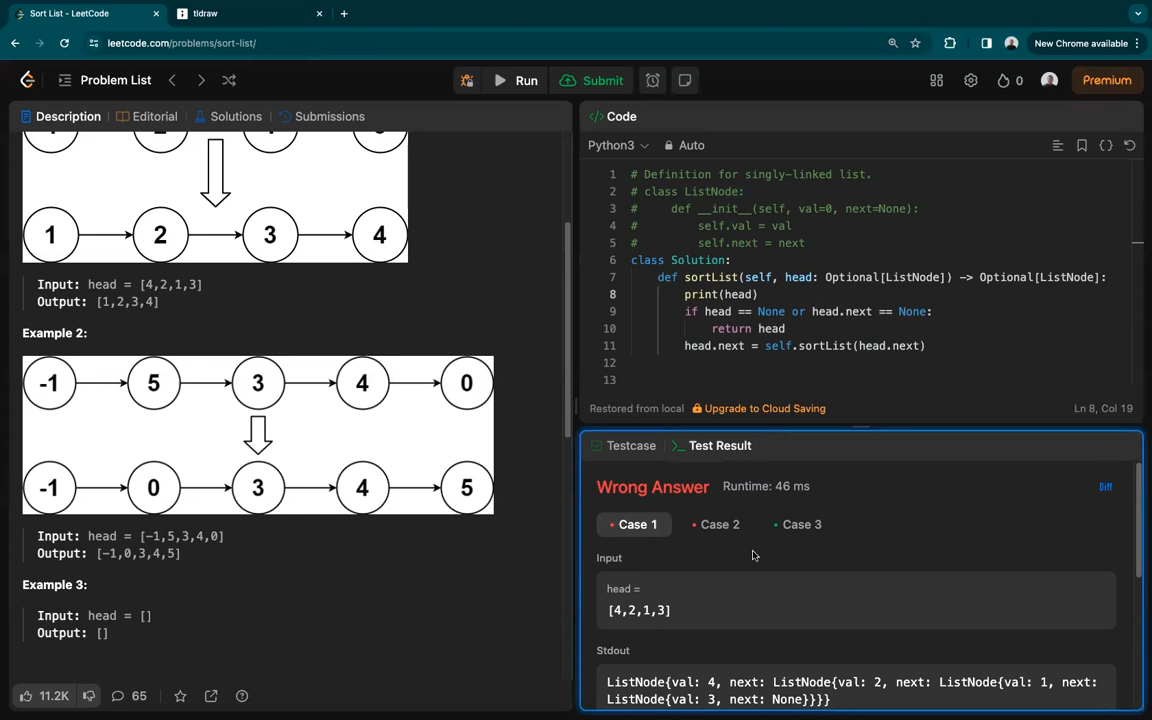 Sort List - LeetCode
tldraw
leetcode.com/problems/sort-list/
New Chrome available
Problem List
Run
Submit
0
Premium
Description
Editorial
Solutions
Submissions
1 2 3 4
Input: head = [4,2,1,3]
Output: [1,2,3,4]
Example 2:
-1 5 3 4 0
-1 0 3 4 5
Input: head = [-1,5,3,4,0]
Output: [-1,0,3,4,5]
Example 3:
Input: head = []
Output: []
11.2K
65
</> Code
Python3
Auto
1 # Definition for singly-linked list.
2 # class ListNode:
3 #     def __init__(self, val=0, next=None):
4 #         self.val = val
5 #         self.next = next
6 class Solution:
7     def sortList(self, head: Optional[ListNode]) -> Optional[ListNode]:
8         print(head)
9         if head == None or head.next == None:
10             return head
11         head.next = self.sortList(head.next)
12
13
Restored from local
Upgrade to Cloud Saving
Ln 8, Col 19
Testcase
>_ Test Result
Wrong Answer
Runtime: 46 ms
Diff
Case 1
Case 2
Case 3
Input
head =
[4,2,1,3]
Stdout
ListNode{val: 4, next: ListNode{val: 2, next: ListNode{val: 1, next:
ListNode{val: 3, next: None}}}}